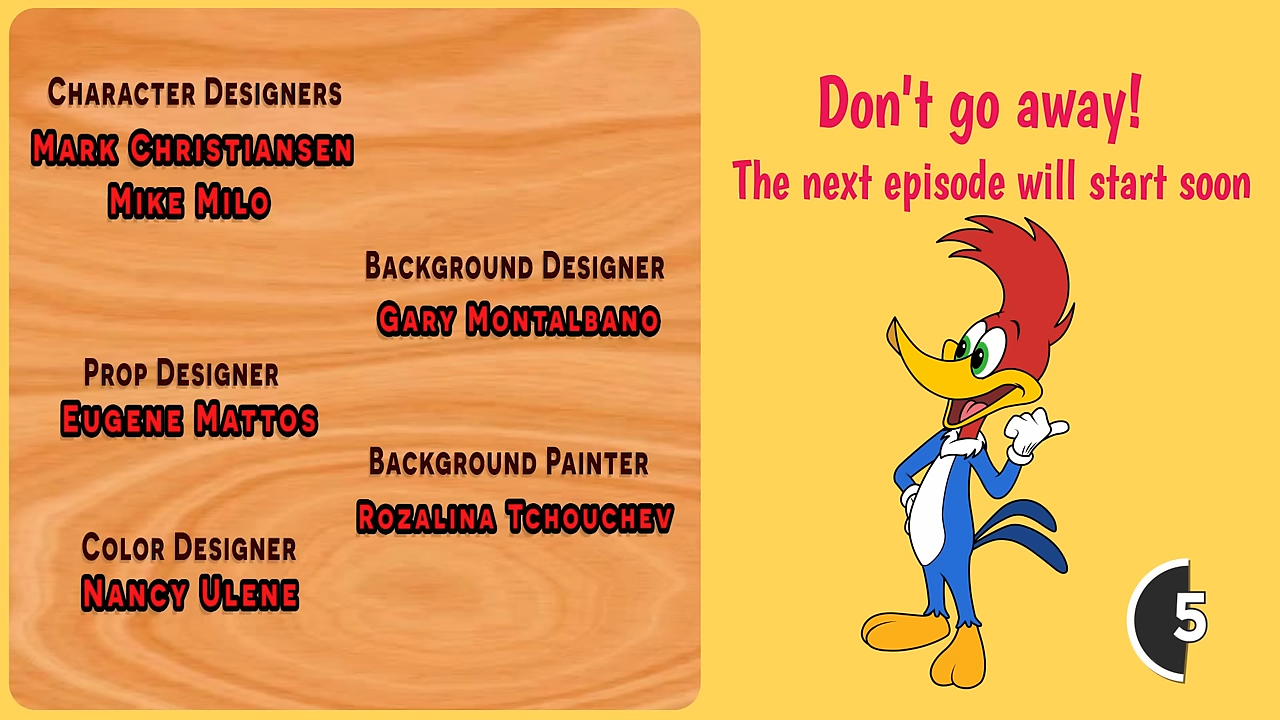 Character Designers
Mark Christiansen
Mike Milo
Background Designer
Gary Montalbano
Prop Designer
Eugene Mattos
Background Painter
Rozalina Tchouchev
Color Designer
Nancy Ulene
Don't go away!
The next episode will start soon
5